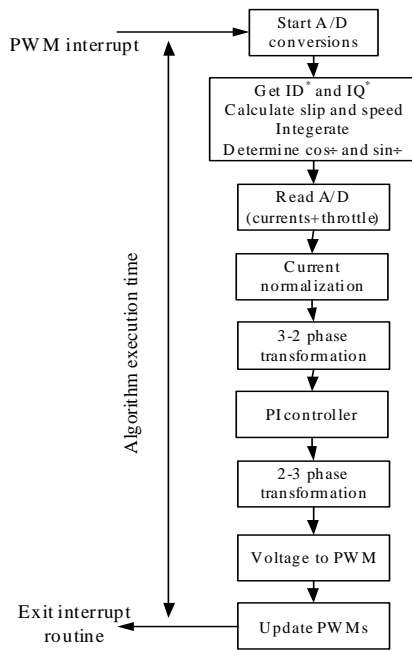 PWM interrupt
Start A/D
conversions
Get ID* and IQ*
Calculate slip and speed
Integerate
Determine cos÷ and sin÷
Read A/D
(currents+throttle)
Current
normalization
3-2 phase
transformation
PI controller
2-3 phase
transformation
Voltage to PWM
Update PWMs
Exit interrupt
routine
Algorithm execution time